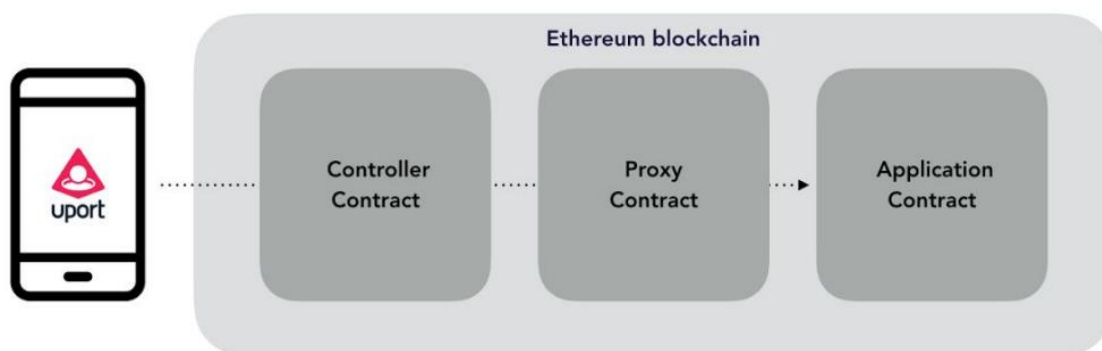 Ethereum blockchain
uport
Controller
Contract
Proxy
Contract
Application
Contract